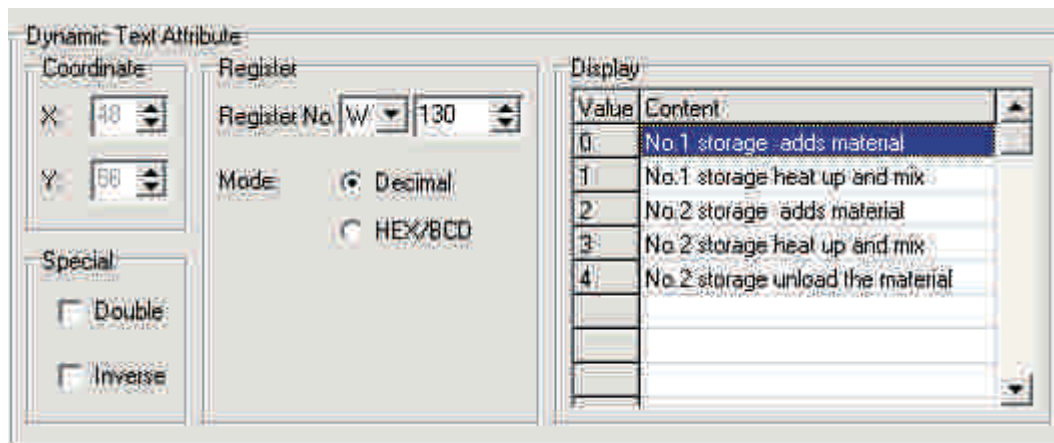 Dynamic Text Attribute
Coordinate
X: 48
Y: 56
Special
Double
Inverse
Register
Register No. W 130
Mode: Decimal
HEX/BCD
Display
Value Content
0 No.1 storage adds material
1 No.1 storage heat up and mix
2 No.2 storage adds material
3 No.2 storage heat up and mix
4 No.2 storage unload the material